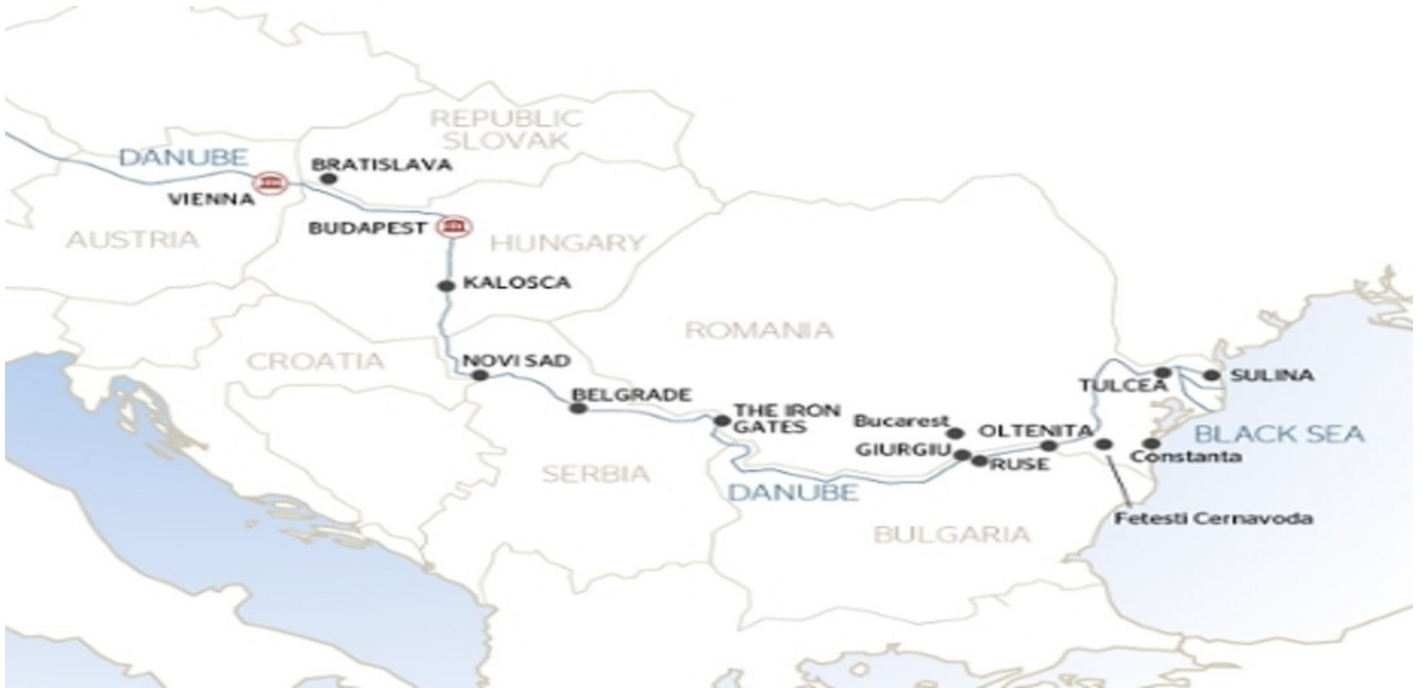 REPUBLIC
SLOVAK
DANUBE
BRATISLAVA
VIENNA
BUDAPEST
AUSTRIA
HUNGARY
KALOSCA
ROMANIA
CROATIA
NOVI SAD
TULCEA
SULINA
BELGRADE
THE IRON
GATES
Bucarest
OLTENITA
BLACK SEA
GIURGIU
RUSE
Constanta
SERBIA
DANUBE
Fetesti Cernavoda
BULGARIA